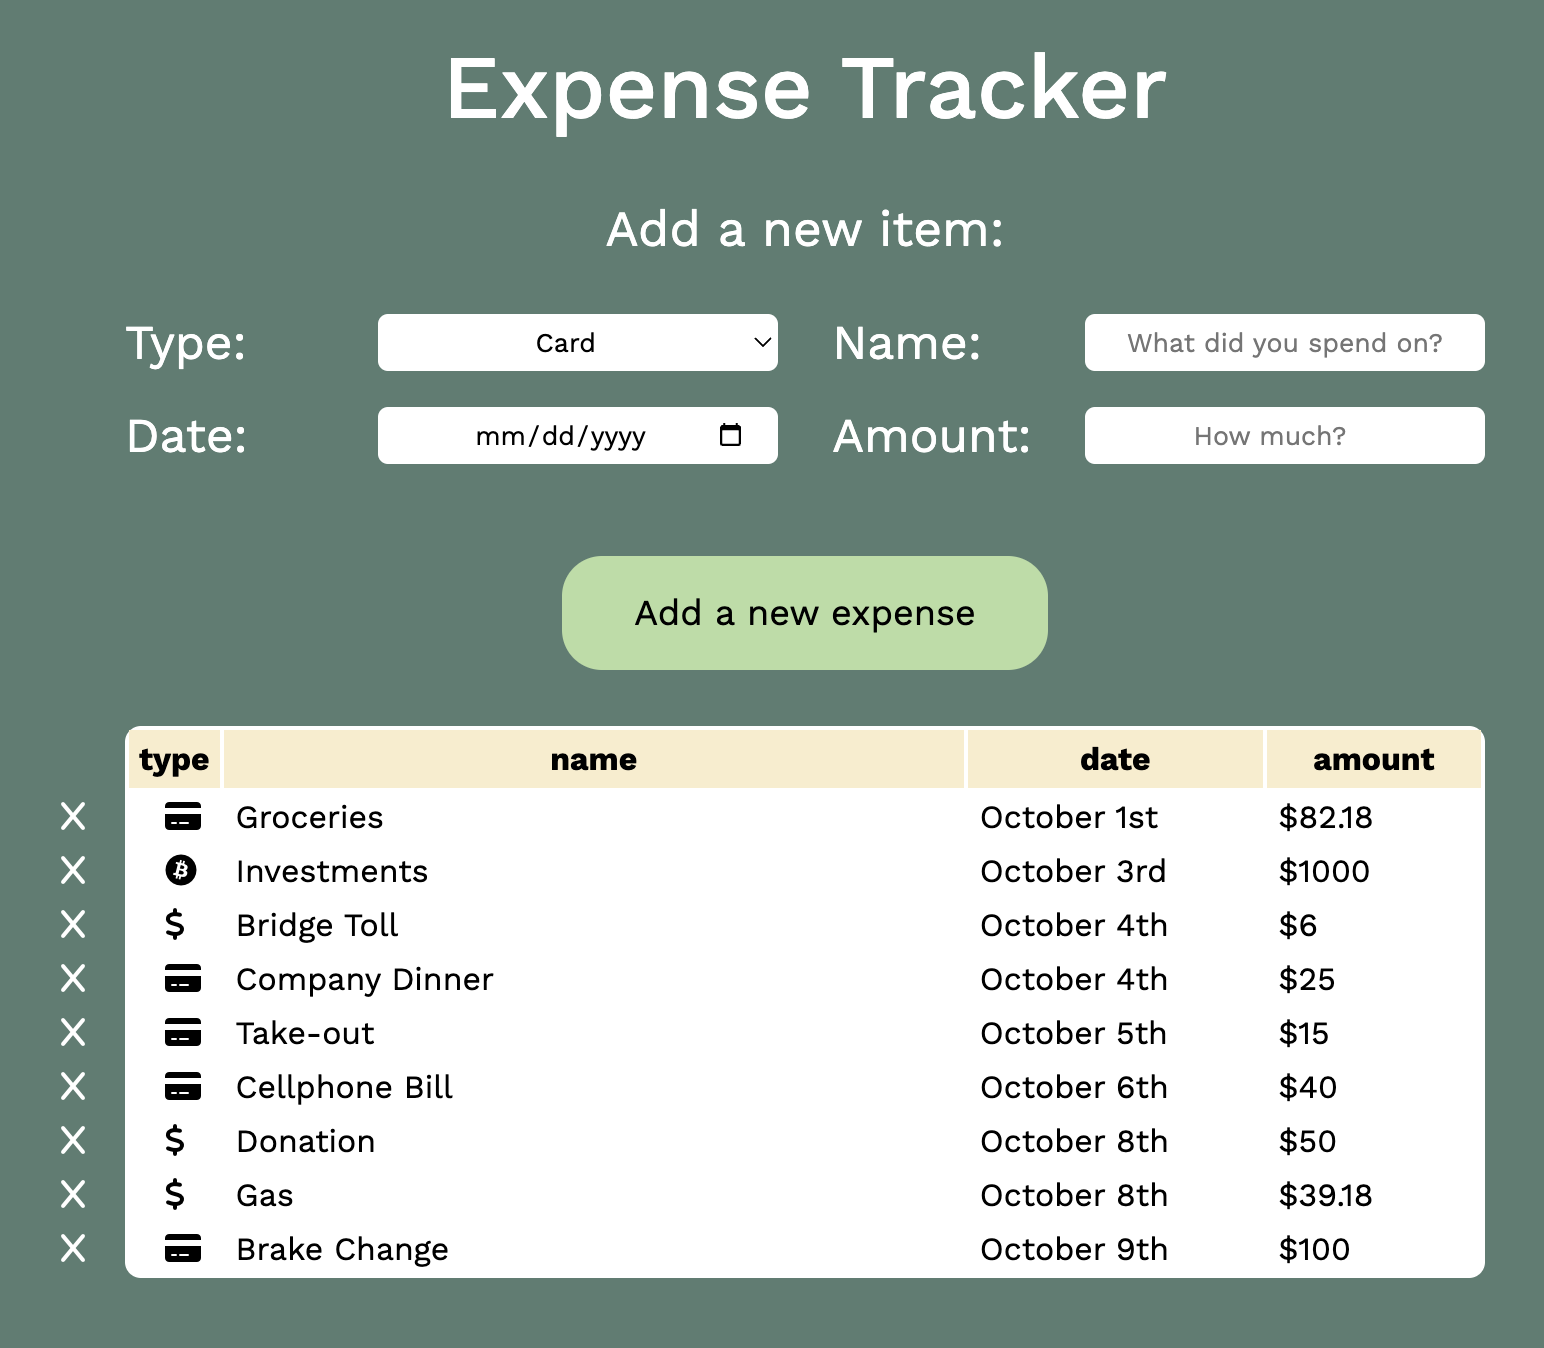 Expense Tracker
Add a new item:
Type: Card Name: What did you spend on?
Date: mm/dd/yyyy Amount: How much?
Add a new expense
type name date amount
X Groceries October 1st $82.18
X Investments October 3rd $1000
X $ Bridge Toll October 4th $6
X Company Dinner October 4th $25
X Take-out October 5th $15
X Cellphone Bill October 6th $40
X $ Donation October 8th $50
X $ Gas October 8th $39.18
X Brake Change October 9th $100